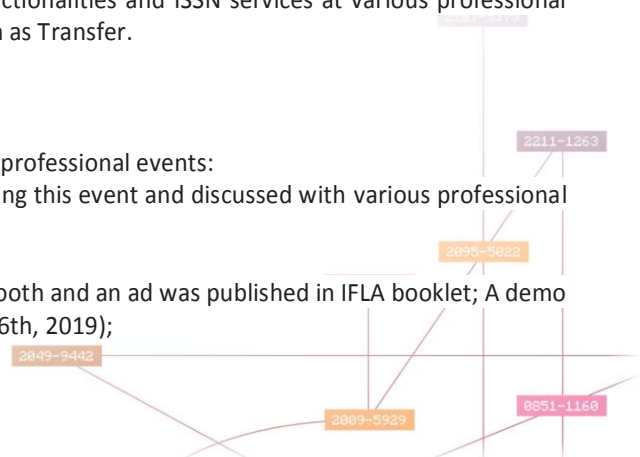 ctionalities and ISSN services at various professional
2197-5375
as Transfer.
2211-1263
professional events:
ng this event and discussed with various professional
2095-5022
ooth and an ad was published in IFLA booklet; A demo
6th, 2019);
2049-9442
0851-1160
2009-5929